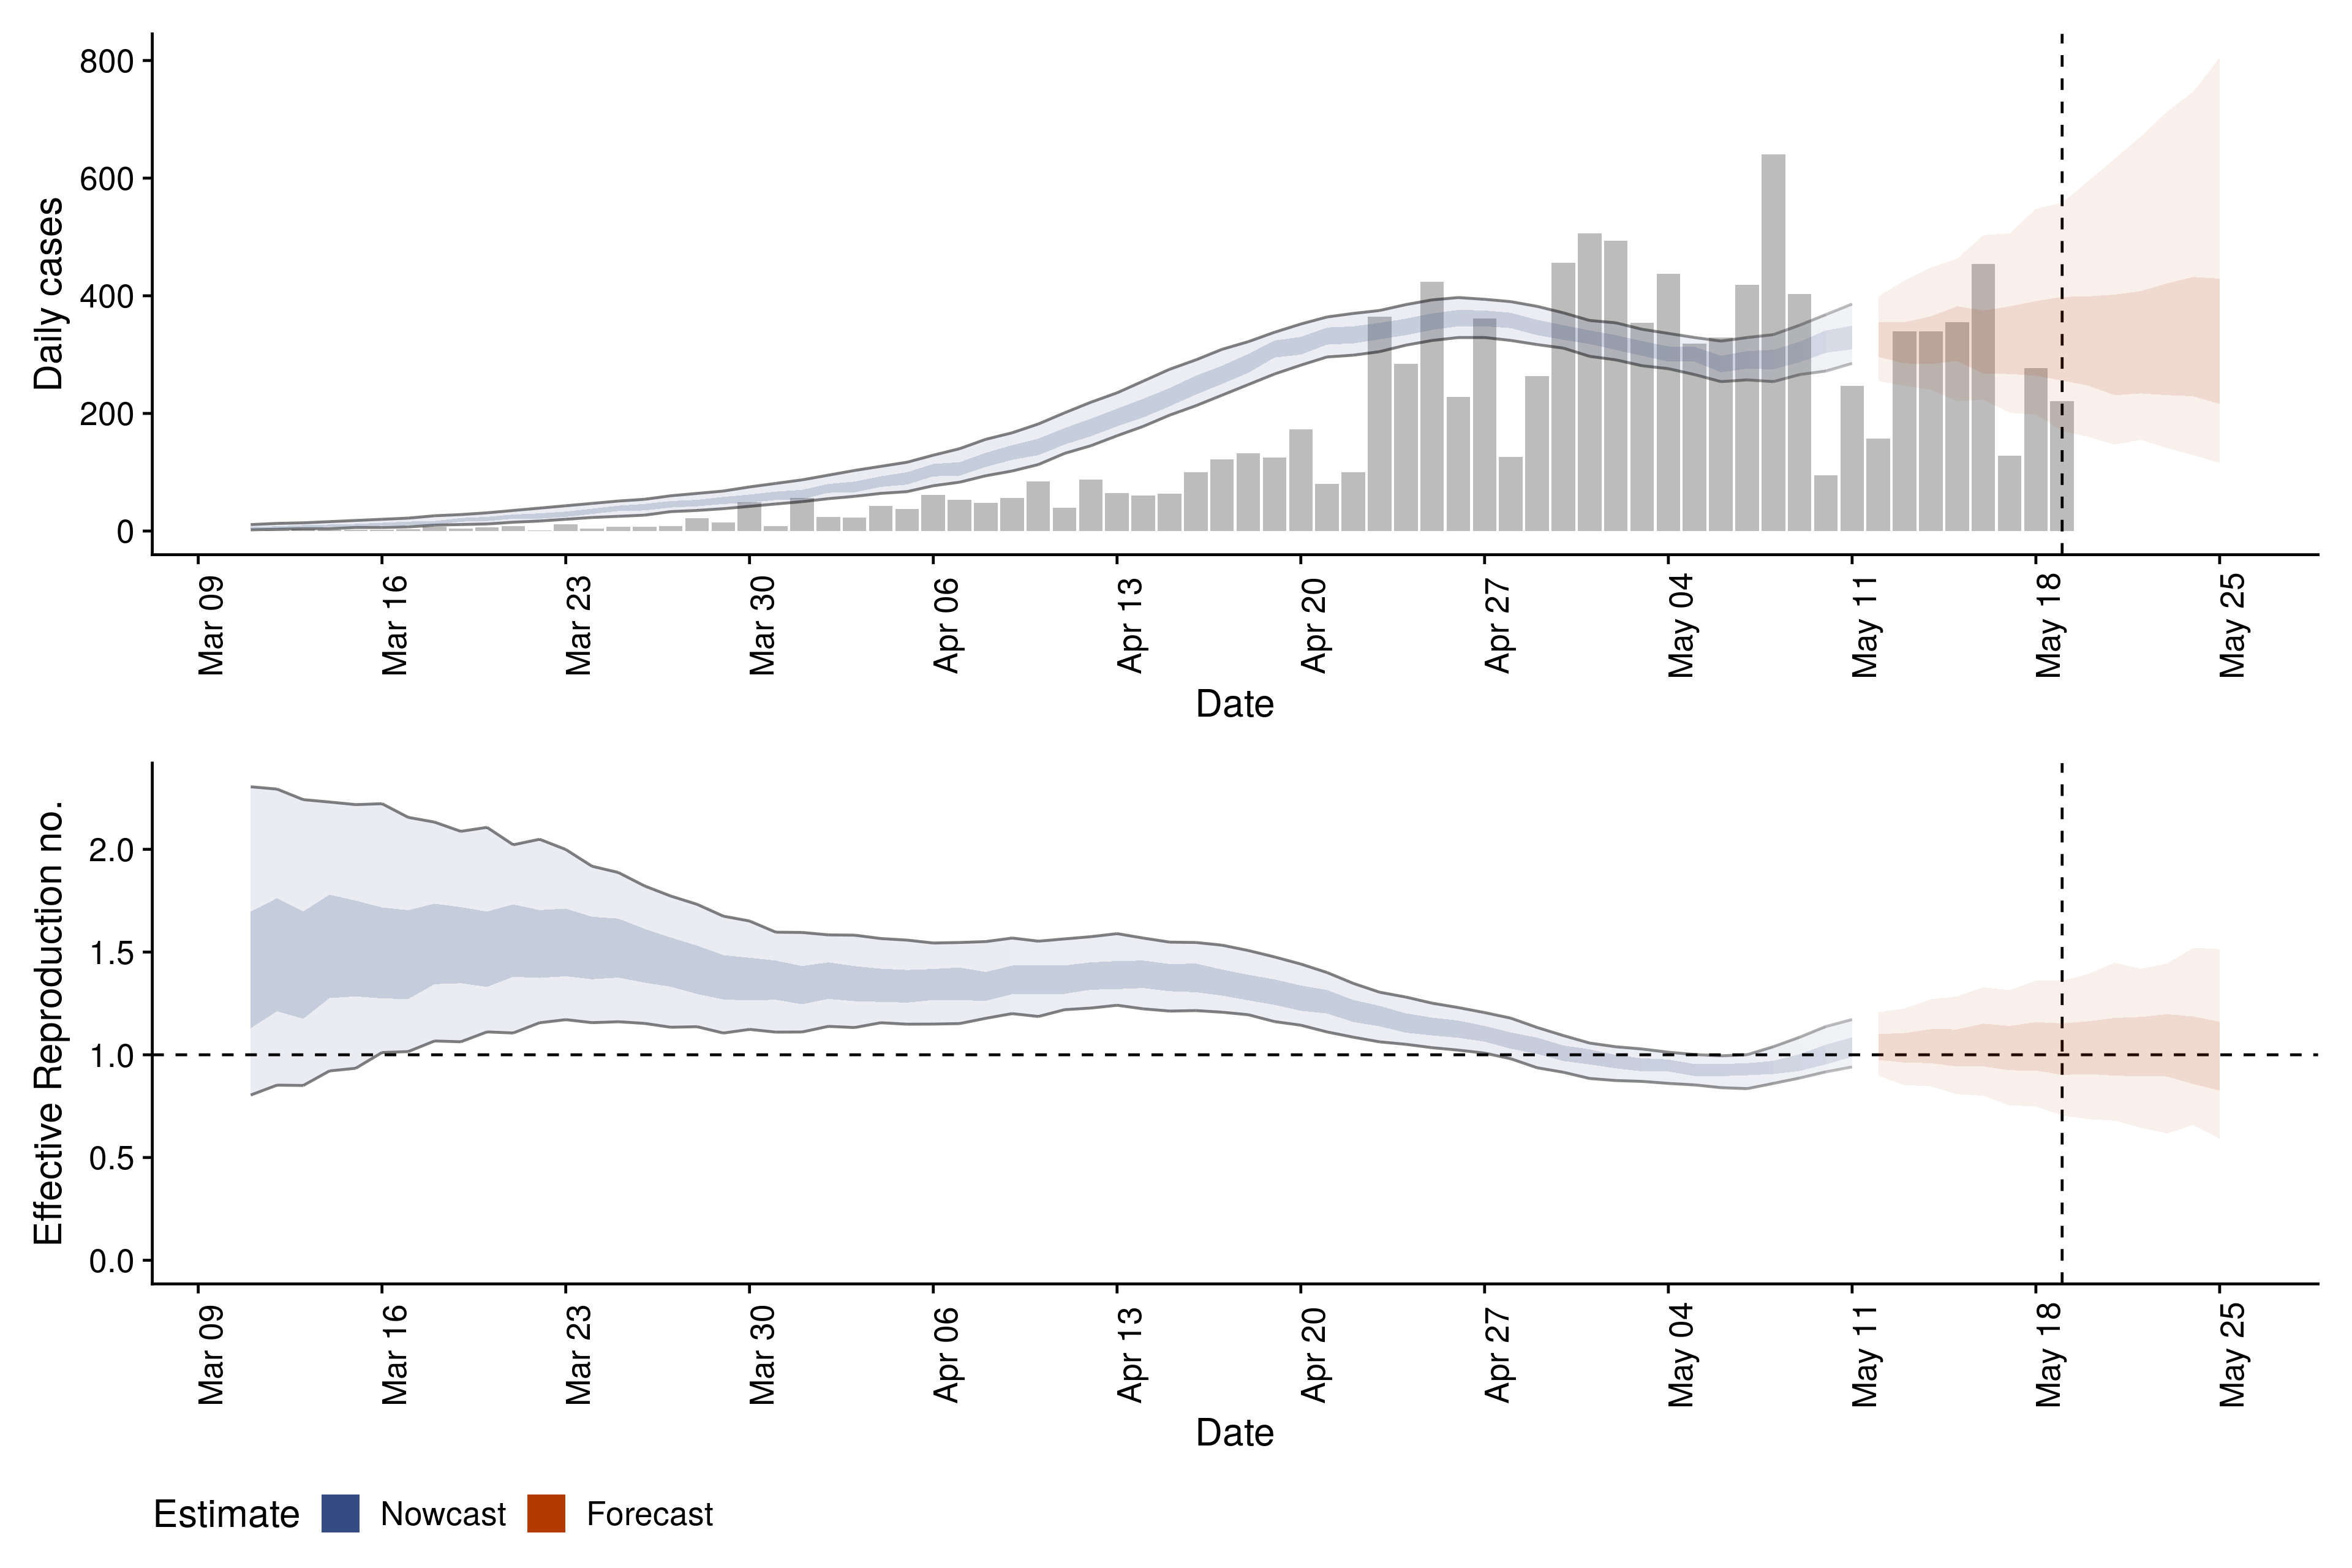 800
600
400
200
0
Daily cases
Mar 09 Mar 16 Mar 23 Mar 30 Apr 06 Apr 13 Apr 20 Apr 27 May 04 May 11 May 18 May 25
Date
2.0
1.5
1.0
0.5
0.0
Effective Reproduction no.
Mar 09 Mar 16 Mar 23 Mar 30 Apr 06 Apr 13 Apr 20 Apr 27 May 04 May 11 May 18 May 25
Date
Estimate Nowcast Forecast